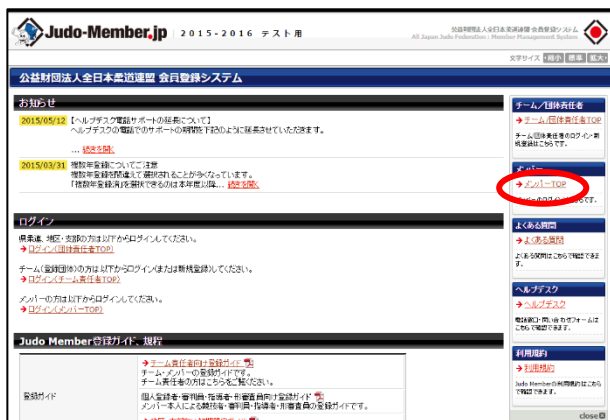 Judo-Member.jp 2015-2016 テスト用
公益財団法人全日本柔道連盟 会員登録システム
All Japan Judo Federation : Member Management System
文字サイズ 縮小 標準 拡大
公益財団法人全日本柔道連盟 会員登録システム
お知らせ
2015/05/12 【ヘルプデスク電話サポートの延長について】
ヘルプデスクの電話でのサポートの期間を下記のように延長させていただきます。
... 続きを開く
2015/03/31 複数年登録についてご注意
複数年登録を間違えて選択されることが多くなっています。
「複数年登録済」を選択できるのは本年度以降... 続きを開く
ログイン
県柔連、地区・支部の方は以下からログインしてください。
ログイン(団体責任者TOP)
チーム(登録団体)の方は以下からログイン(または新規登録)してください。
ログイン(チーム責任者TOP)
メンバーの方は以下からログインしてください。
ログイン(メンバーTOP)
Judo Member登録ガイド、規程
登録ガイド
チーム責任者向け登録ガイド
チーム・メンバーの登録ガイドです。
チーム責任者の方はこちらをご覧ください。
個人登録者・審判員・指導者・形審査員向け登録ガイド
メンバー本人による競技者・審判員・指導者・形審査員の登録ガイドです。
チーム/団体責任者
チーム/団体責任者TOP
チーム/団体責任者のログイン・新規登録はこちらです。
メンバー
メンバーTOP
よくある質問
よくある質問
よくある質問はこちらで確認できます。
ヘルプデスク
ヘルプデスク
電話窓口・問い合わせフォームはこちらで確認できます。
利用規約
利用規約
Judo Memberの利用規約はこちらで確認できます。
close